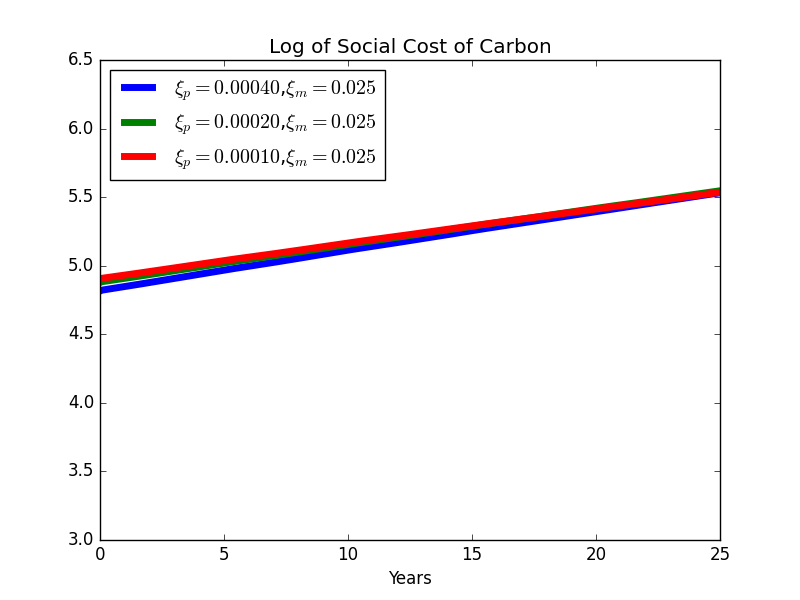 Log of Social Cost of Carbon
6.5
ξₚ = 0.00040,ξₘ = 0.025
6.0
ξₚ = 0.00020,ξₘ = 0.025
ξₚ = 0.00010,ξₘ = 0.025
5.5
5.0
4.5
4.0
3.5
3.0
0 5 10 15 20 25
Years